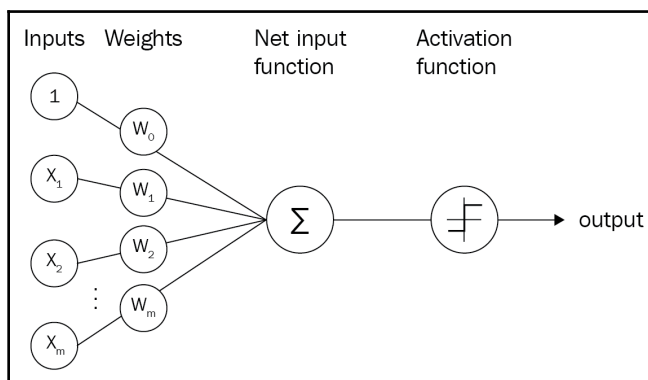 Inputs Weights Net input function Activation function
1
W₀
X₁
W₁
X₂
W₂
⋮
Wₘ
Xₘ
Σ
output